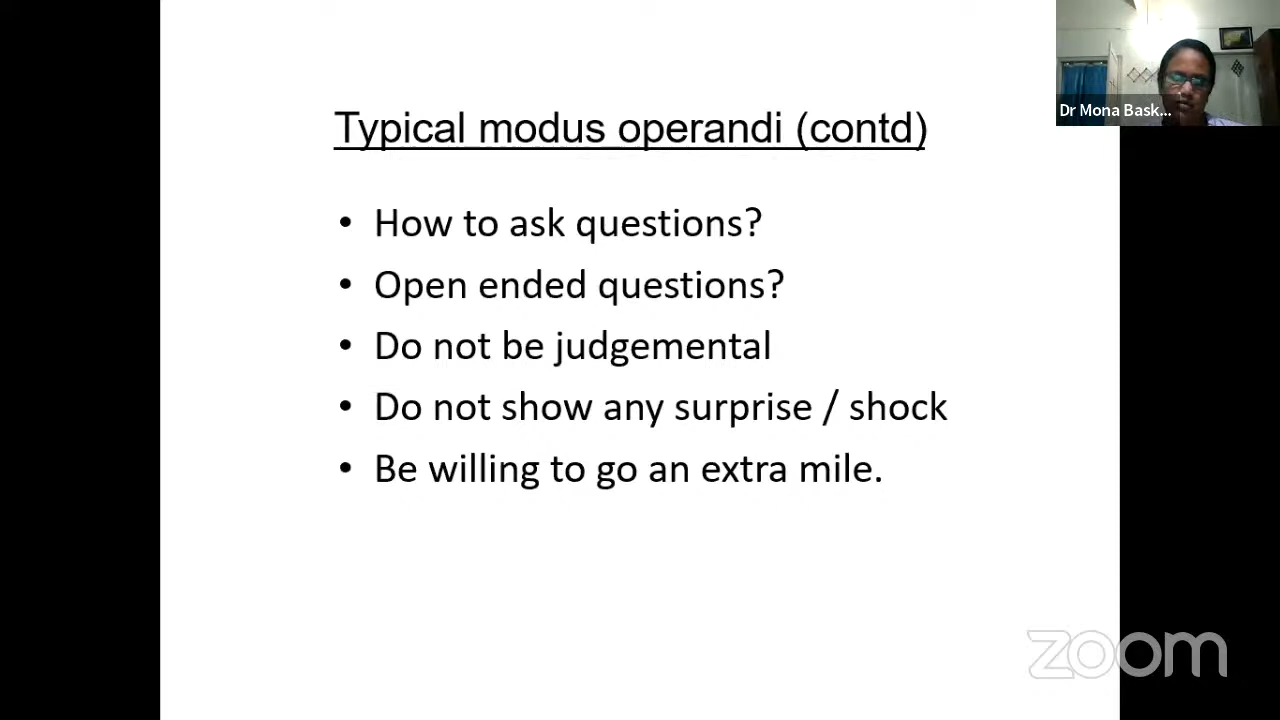 Dr Mona Bask...
Typical modus operandi (contd)
• How to ask questions?
• Open ended questions?
• Do not be judgemental
• Do not show any surprise / shock
• Be willing to go an extra mile.
zoom